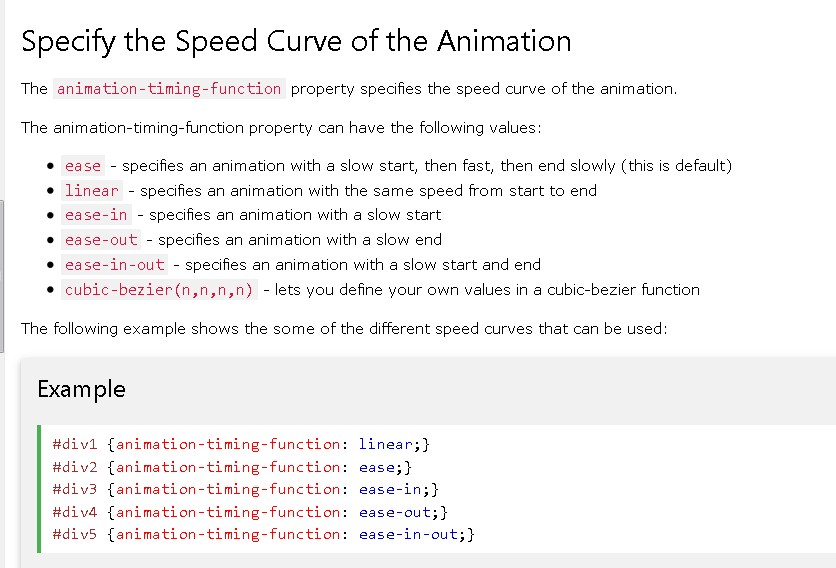 Specify the Speed Curve of the Animation
The animation-timing-function property specifies the speed curve of the animation.
The animation-timing-function property can have the following values:
• ease - specifies an animation with a slow start, then fast, then end slowly (this is default)
• linear - specifies an animation with the same speed from start to end
• ease-in - specifies an animation with a slow start
• ease-out - specifies an animation with a slow end
• ease-in-out - specifies an animation with a slow start and end
• cubic-bezier(n,n,n,n) - lets you define your own values in a cubic-bezier function
The following example shows the some of the different speed curves that can be used:
Example
#div1 {animation-timing-function: linear;}
#div2 {animation-timing-function: ease;}
#div3 {animation-timing-function: ease-in;}
#div4 {animation-timing-function: ease-out;}
#div5 {animation-timing-function: ease-in-out;}